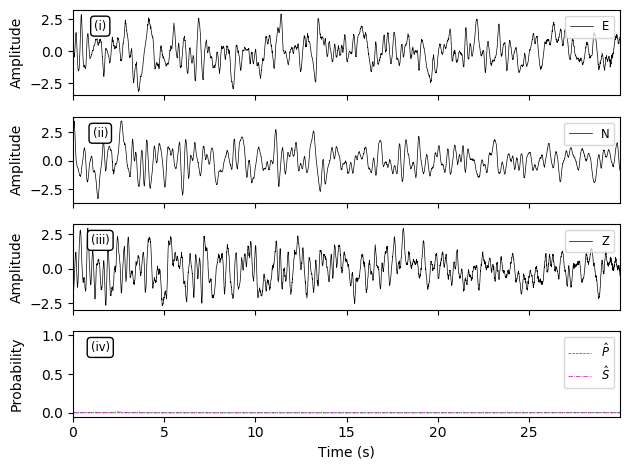 Amplitude
2.5
0.0
−2.5
(i)
E
Amplitude
2.5
0.0
−2.5
(ii)
N
Amplitude
2.5
0.0
−2.5
(iii)
Z
Probability
1.0
0.5
0.0
(iv)
P̂
Ŝ
0 5 10 15 20 25
Time (s)